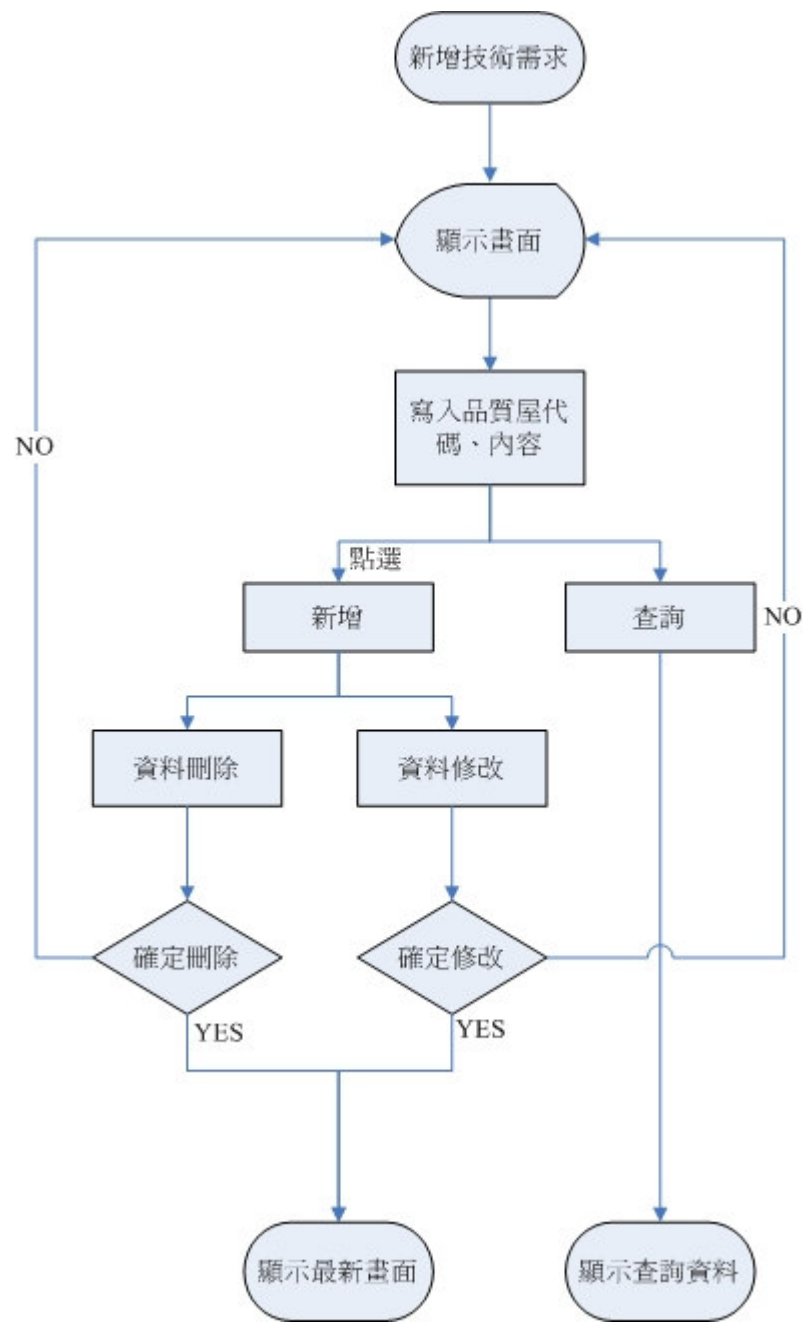 新增技術需求
顯示畫面
寫入品質屋代
碼、內容
NO
點選
新增
查詢
NO
資料刪除
資料修改
確定刪除
確定修改
YES
YES
顯示最新畫面
顯示查詢資料